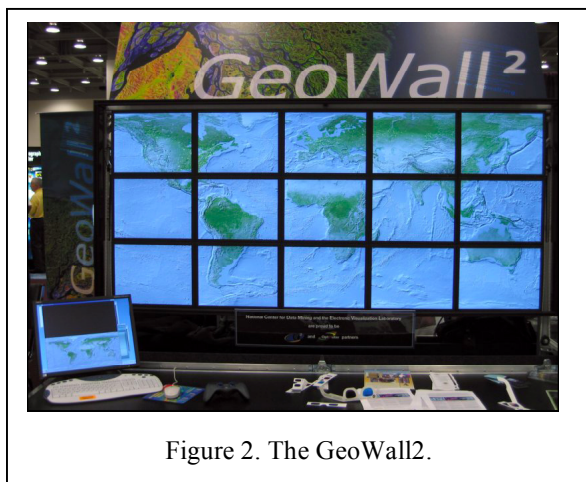 GeoWall²
GeoWall²
National Center for Data Mining and the Electronic Visualization Laboratory
are proud to be
and
partners
Figure 2. The GeoWall2.